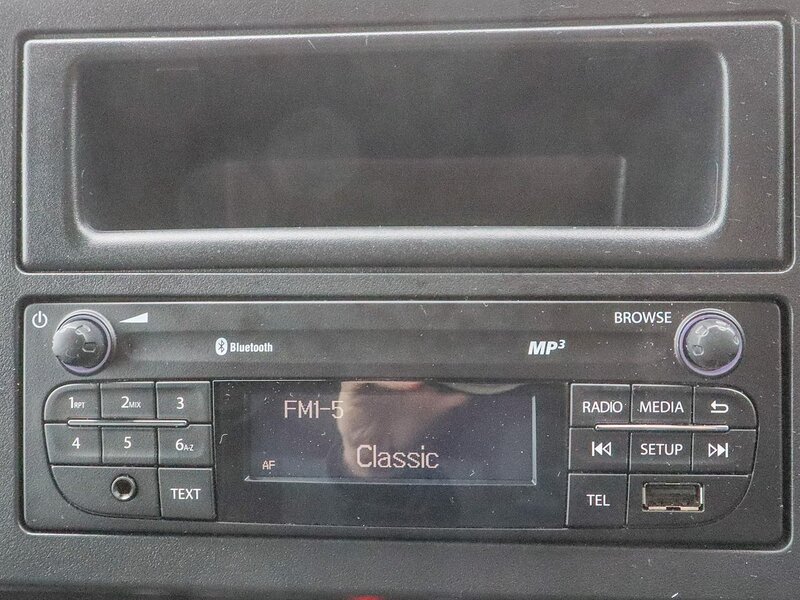 BROWSE
Bluetooth
MP3
1RPT 2MIX 3
4 5 6A-Z
TEXT
FM1-5
Classic
AF
RADIO MEDIA
SETUP
TEL